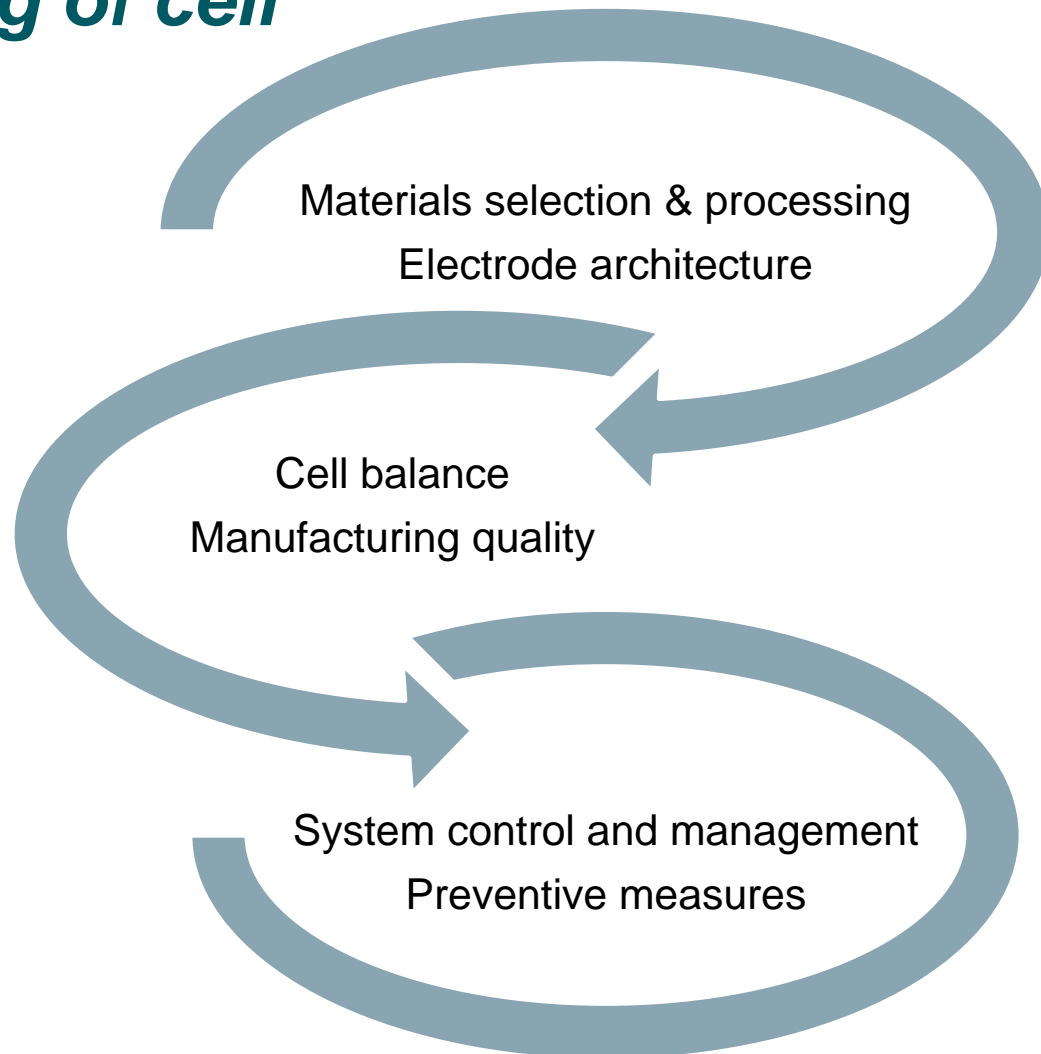 of cell
Materials selection & processing
Electrode architecture
Cell balance
Manufacturing quality
System control and management
Preventive measures